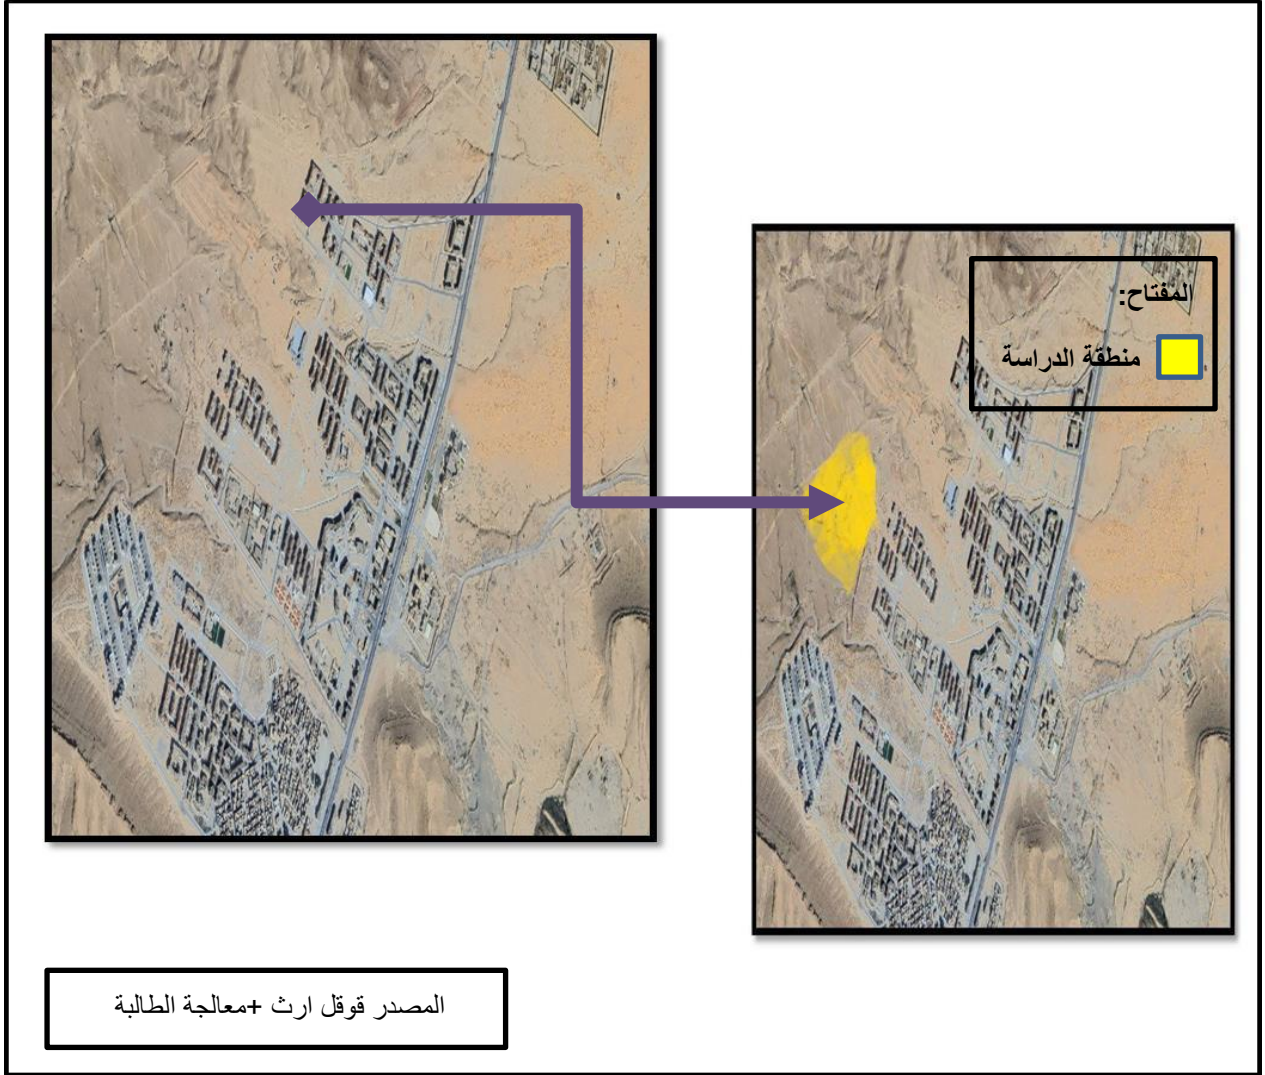 المفتاح:
منطقة الدراسة
المصدر قوقل ارث +معالجة الطالبة